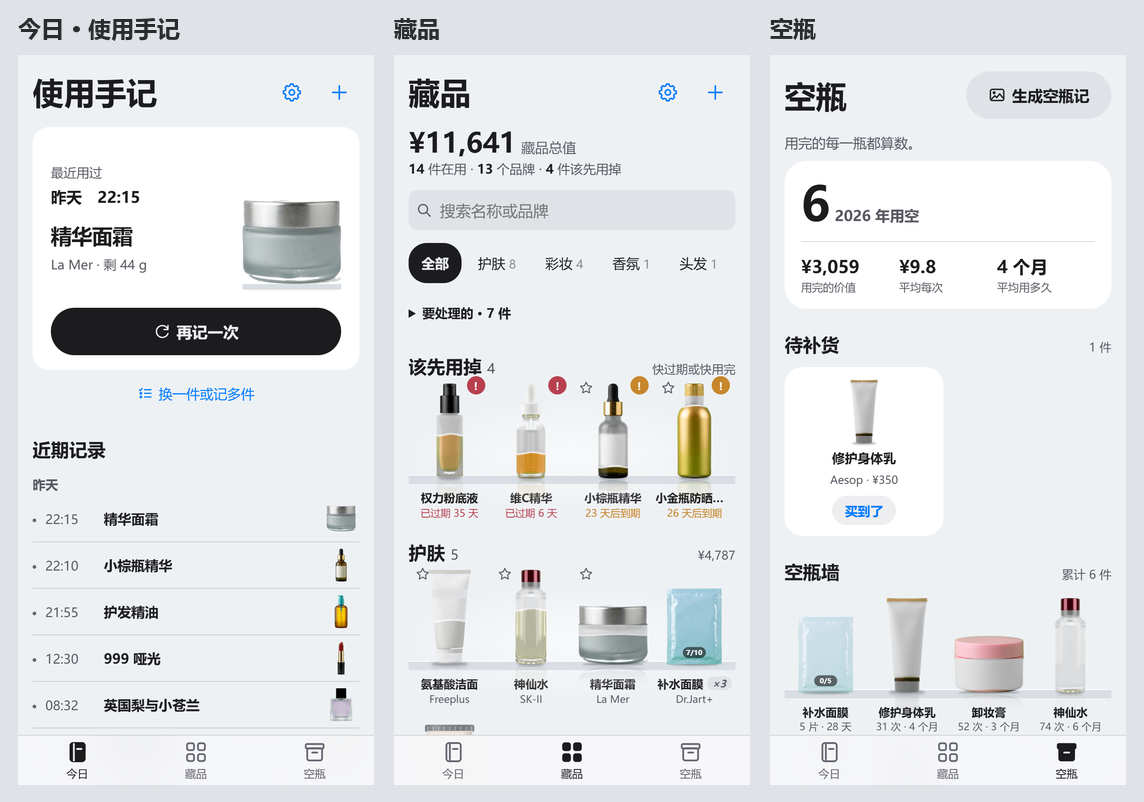 今日 • 使用手记
使用手记
最近用过
昨天 22:15
精华面霜
La Mer · 剩 44 g
再记一次
换一件或记多件
近期记录
昨天
• 22:15 精华面霜
• 22:10 小棕瓶精华
• 21:55 护发精油
• 12:30 999 哑光
• 08:32 英国梨与小苍兰
今日 藏品 空瓶
藏品
藏品
¥11,641 藏品总值
14 件在用 · 13 个品牌 · 4 件该先用掉
搜索名称或品牌
全部 护肤 8 彩妆 4 香氛 1 头发 1
要处理的 • 7 件
该先用掉 4 快过期或快用完
! ! ! !
权力粉底液 维C精华 小棕瓶精华 小金瓶防晒...
已过期 35 天 已过期 6 天 23 天后到期 26 天后到期
护肤 5 ¥4,787
7/10
氨基酸洁面 神仙水 精华面霜 补水面膜 ×3
Freeplus SK-II La Mer Dr.Jart+
今日 藏品 空瓶
空瓶
空瓶 生成空瓶记
用完的每一瓶都算数。
6 2026 年用空
¥3,059 ¥9.8 4 个月
用完的价值 平均每次 平均用多久
待补货 1 件
修护身体乳
Aesop · ¥350
买到了
空瓶墙 累计 6 件
0/5
补水面膜 修护身体乳 卸妆膏 神仙水
5 片 · 28 天 31 次 · 4 个月 52 次 · 3 个月 74 次 · 6 个月
今日 藏品 空瓶